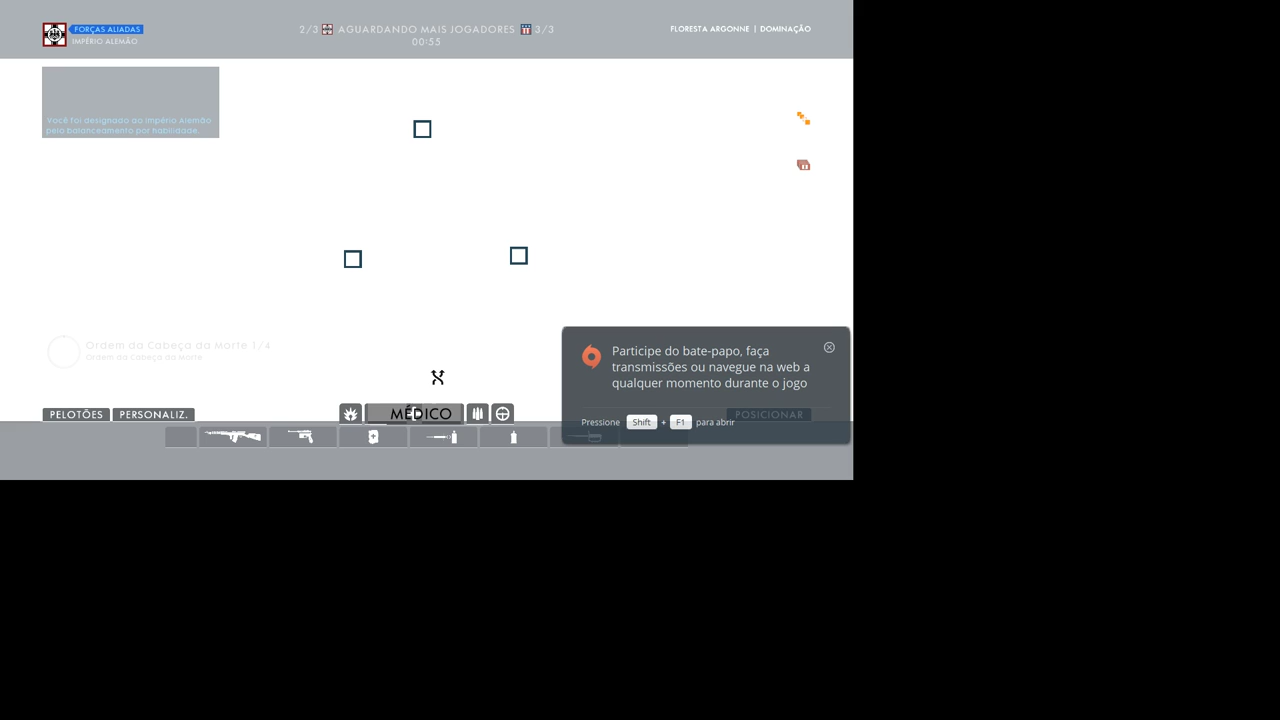 FORÇAS ALIADAS
IMPÉRIO ALEMÃO
2/3 AGUARDANDO MAIS JOGADORES 3/3
00:55
FLORESTA ARGONNE | DOMINAÇÃO
Você foi designado ao Império Alemão
pelo balanceamento por habilidade.
Ordem da Cabeça da Morte 1/4
Ordem da Cabeça da Morte
Participe do bate-papo, faça
transmissões ou navegue na web a
qualquer momento durante o jogo
Pressione Shift + F1 para abrir
PELOTÕES PERSONALIZ. MÉDICO POSICIONAR